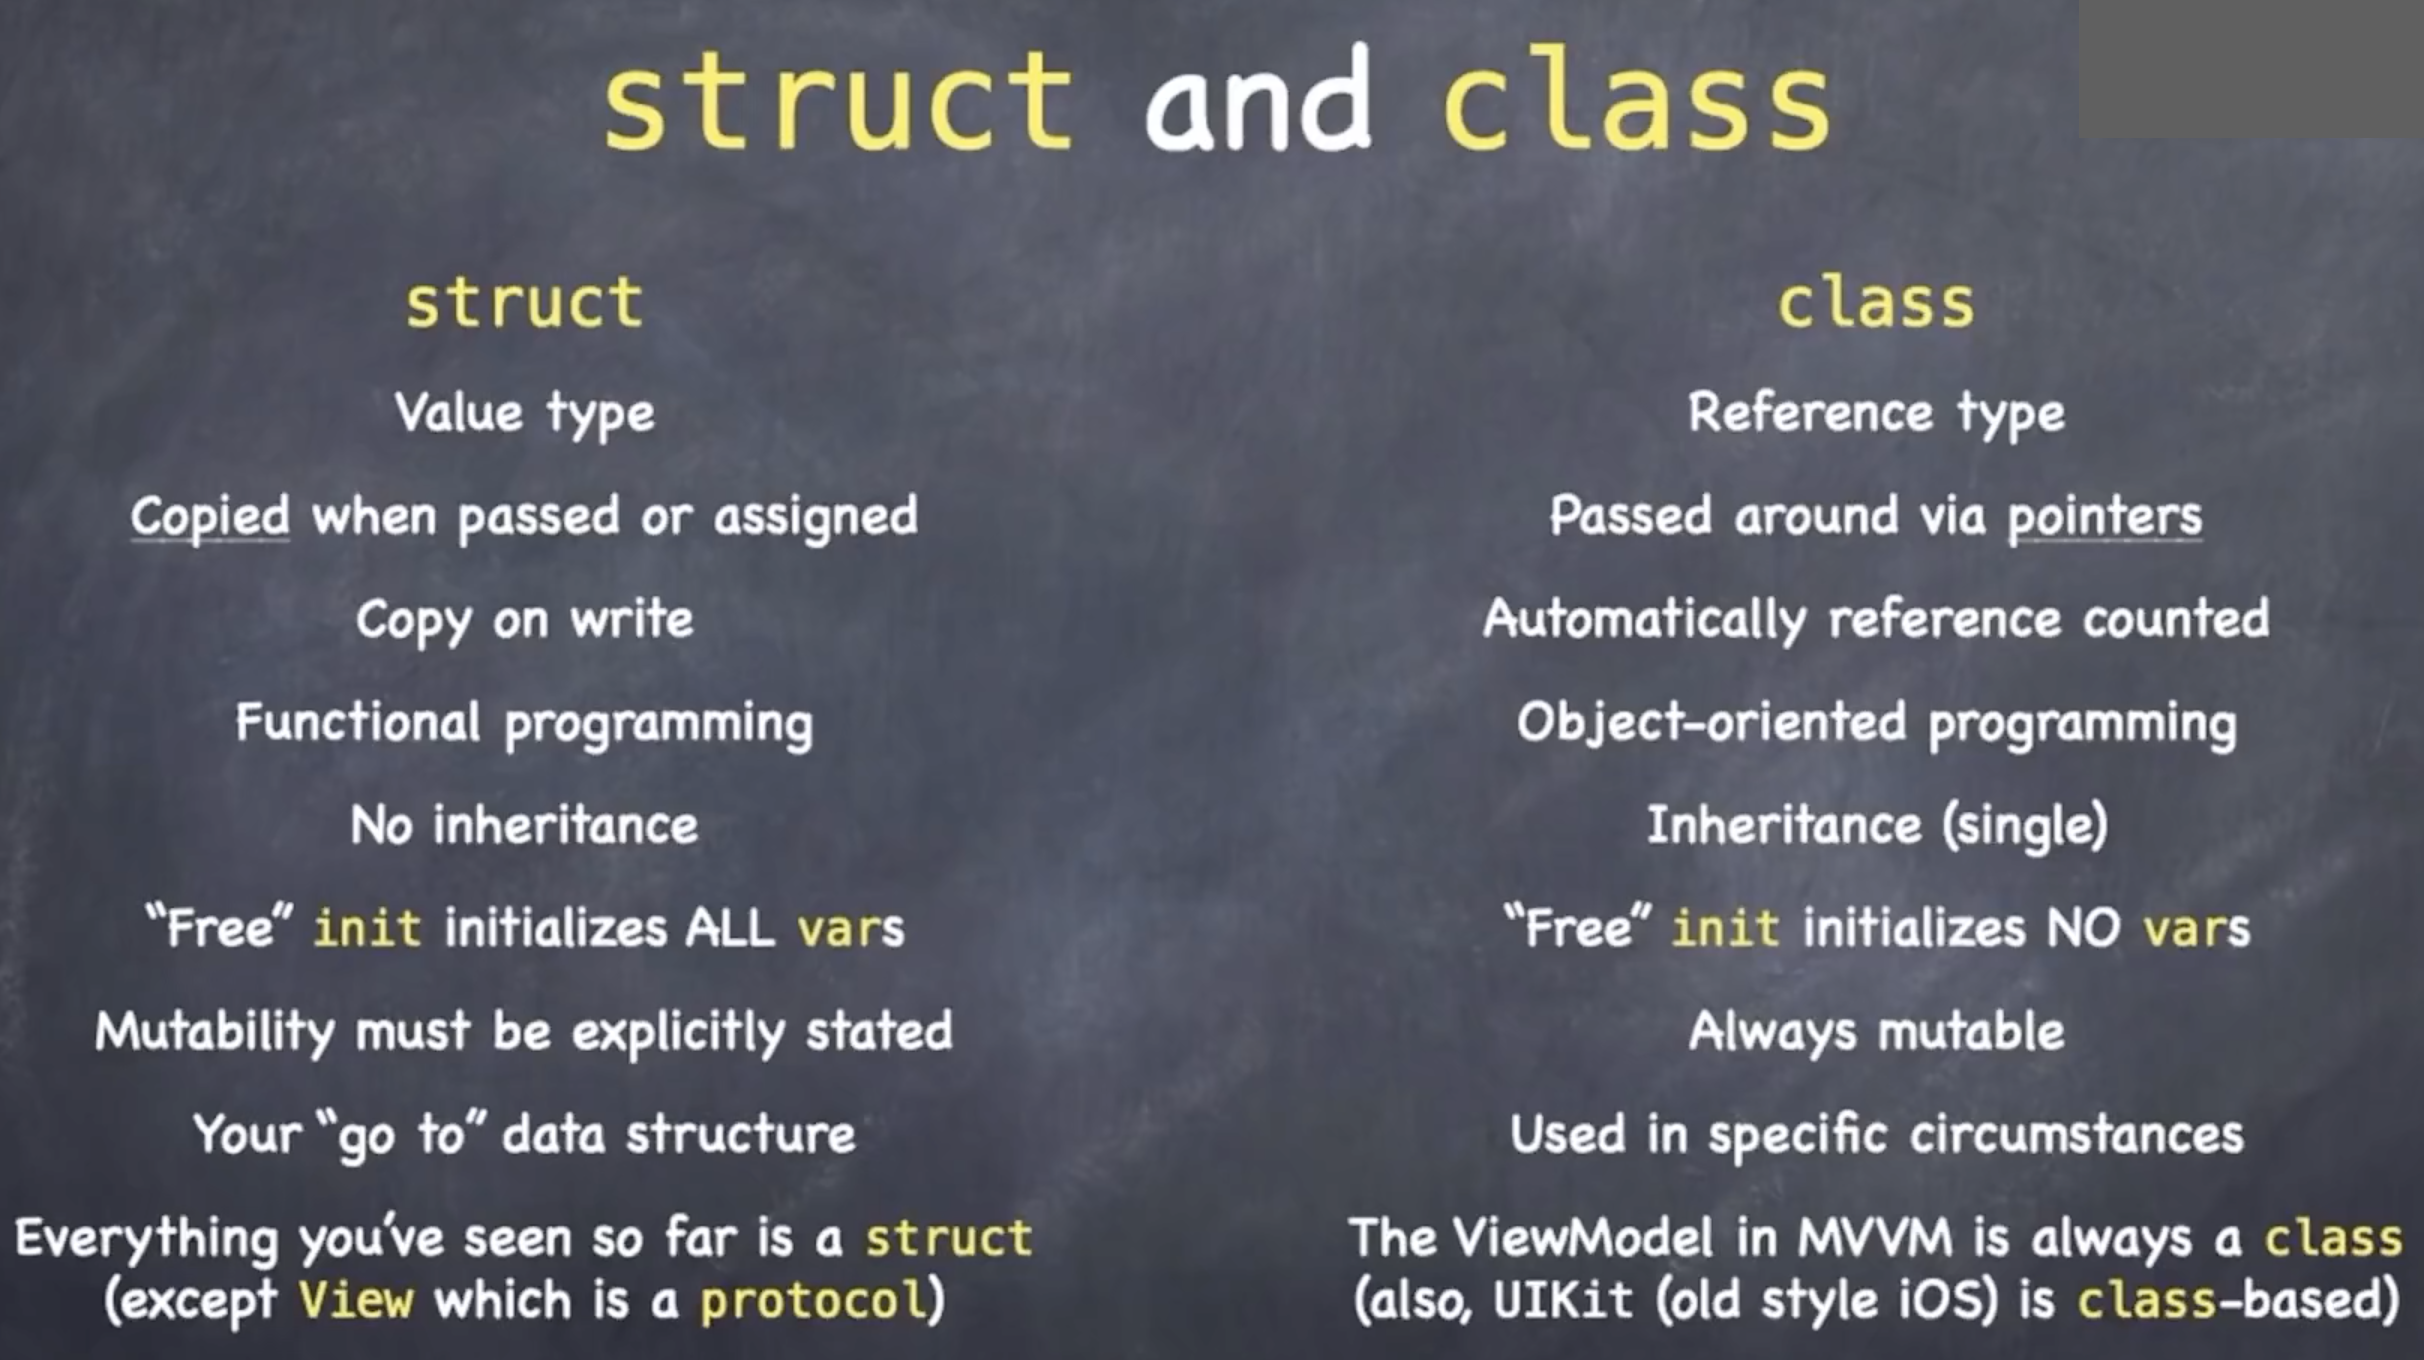 struct and class
struct
Value type
Copied when passed or assigned
Copy on write
Functional programming
No inheritance
“Free” init initializes ALL vars
Mutability must be explicitly stated
Your “go to” data structure
Everything you’ve seen so far is a struct
(except View which is a protocol)
class
Reference type
Passed around via pointers
Automatically reference counted
Object-oriented programming
Inheritance (single)
“Free” init initializes NO vars
Always mutable
Used in specific circumstances
The ViewModel in MVVM is always a class
(also, UIKit (old style iOS) is class-based)